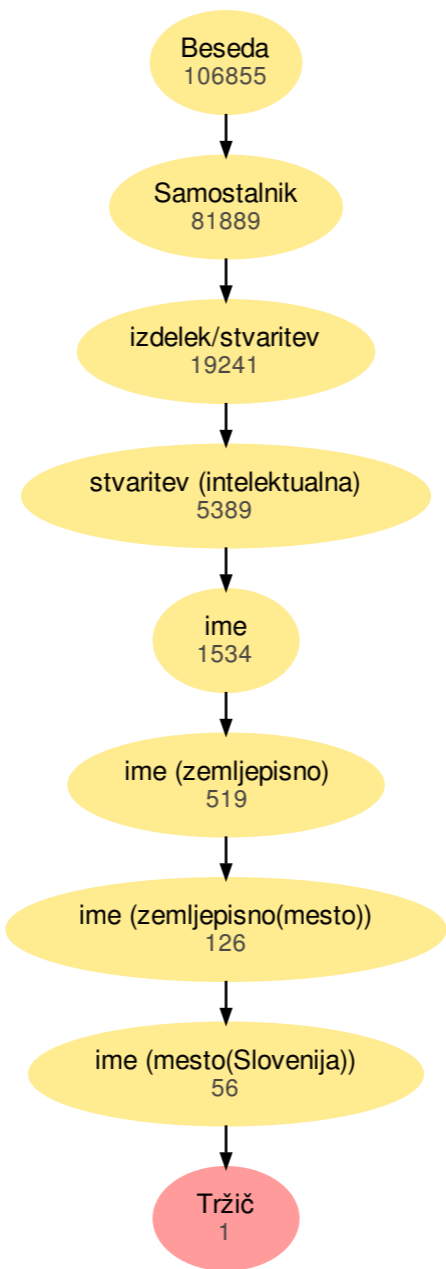 Beseda
106855
Samostalnik
81889
izdelek/stvaritev
19241
stvaritev (intelektualna)
5389
ime
1534
ime (zemljepisno)
519
ime (zemljepisno(mesto))
126
ime (mesto(Slovenija))
56
Tržič
1